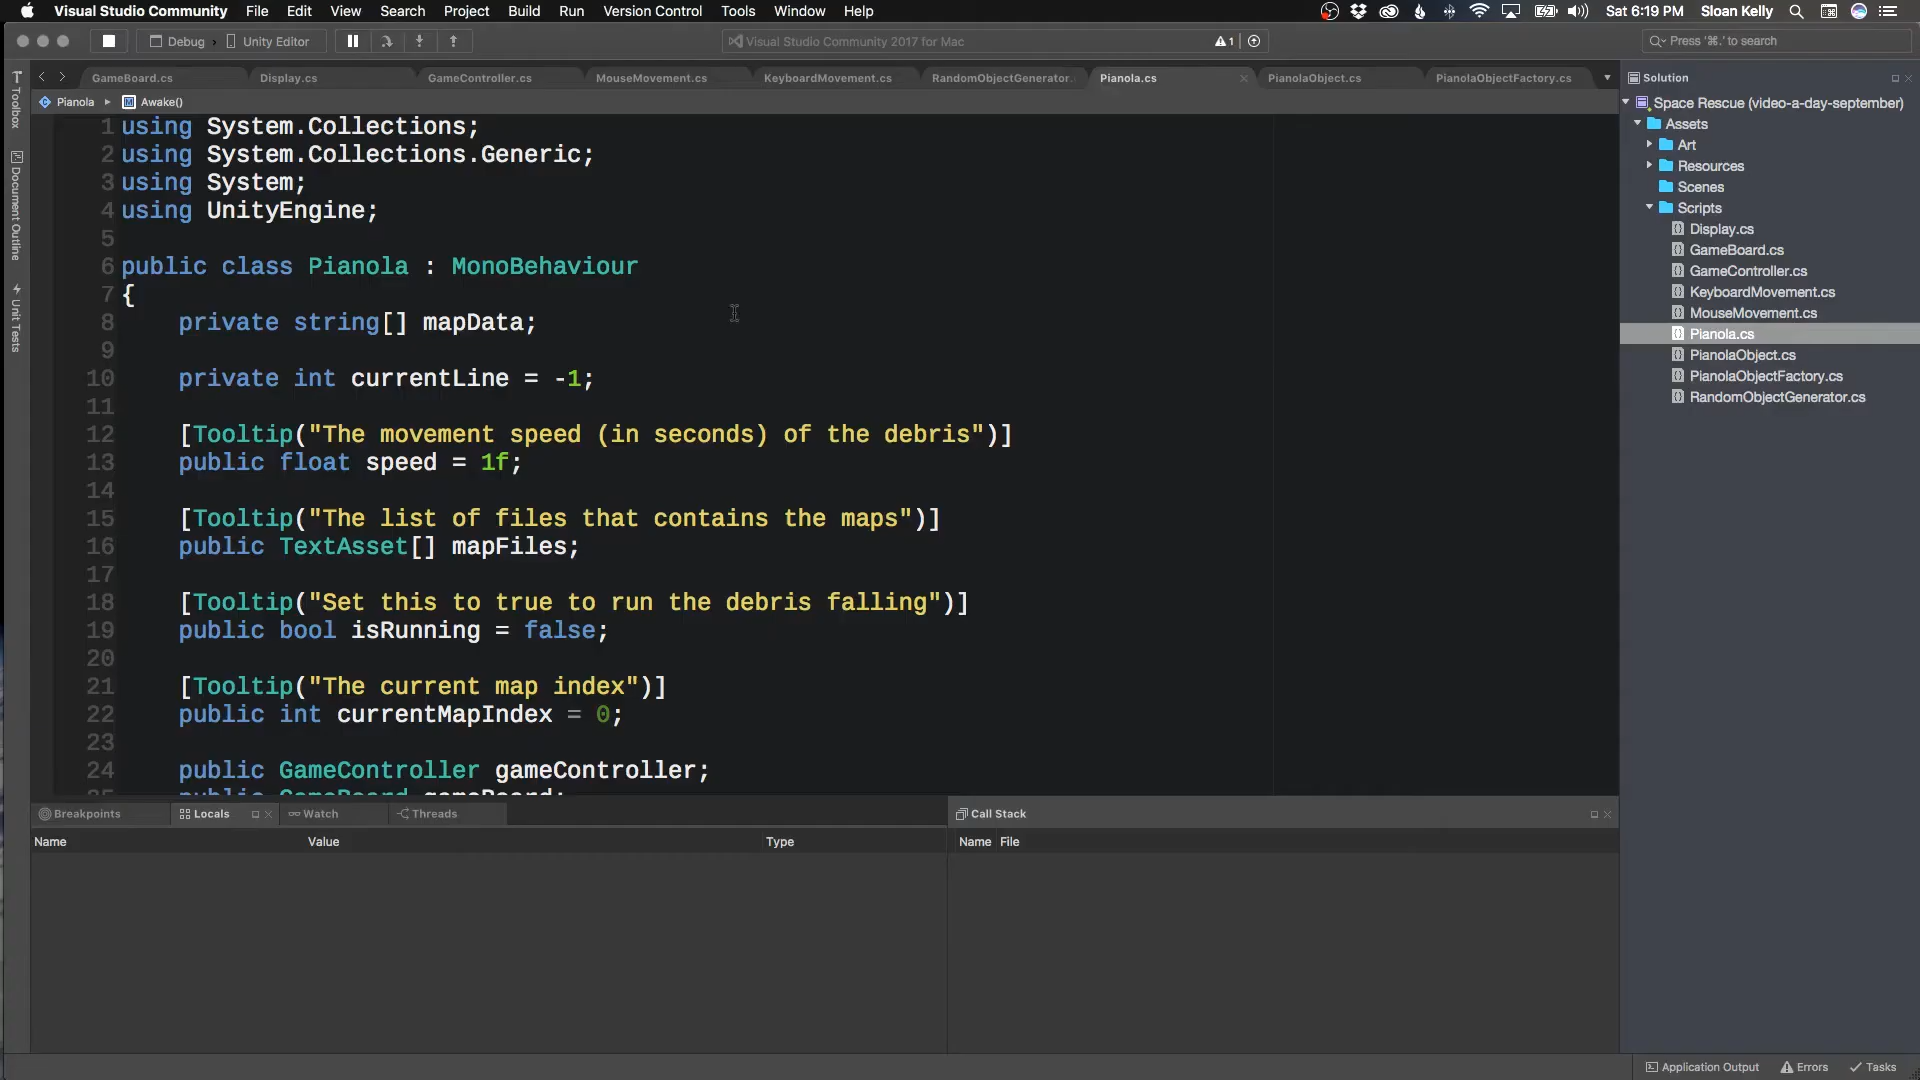 Visual Studio Community File Edit View Search Project Build Run Version Control Tools Window Help Sat 6:19 PM Sloan Kelly
Debug Unity Editor Visual Studio Community 2017 for Mac 1 Press '⌘.' to search
GameBoard.cs Display.cs GameController.cs MouseMovement.cs KeyboardMovement.cs RandomObjectGenerator. Pianola.cs PianolaObject.cs PianolaObjectFactory.cs
Pianola Awake()
Toolbox
Document Outline
Unit Tests
1 using System.Collections;
2 using System.Collections.Generic;
3 using System;
4 using UnityEngine;
5
6 public class Pianola : MonoBehaviour
7 {
8 private string[] mapData;
9
10 private int currentLine = -1;
11
12 [Tooltip("The movement speed (in seconds) of the debris")]
13 public float speed = 1f;
14
15 [Tooltip("The list of files that contains the maps")]
16 public TextAsset[] mapFiles;
17
18 [Tooltip("Set this to true to run the debris falling")]
19 public bool isRunning = false;
20
21 [Tooltip("The current map index")]
22 public int currentMapIndex = 0;
23
24 public GameController gameController;
25 public GameBoard gameBoard;
Solution
Space Rescue (video-a-day-september)
Assets
Art
Resources
Scenes
Scripts
Display.cs
GameBoard.cs
GameController.cs
KeyboardMovement.cs
MouseMovement.cs
Pianola.cs
PianolaObject.cs
PianolaObjectFactory.cs
RandomObjectGenerator.cs
Breakpoints Locals Watch Threads
Name Value Type
Call Stack
Name File
Application Output Errors Tasks